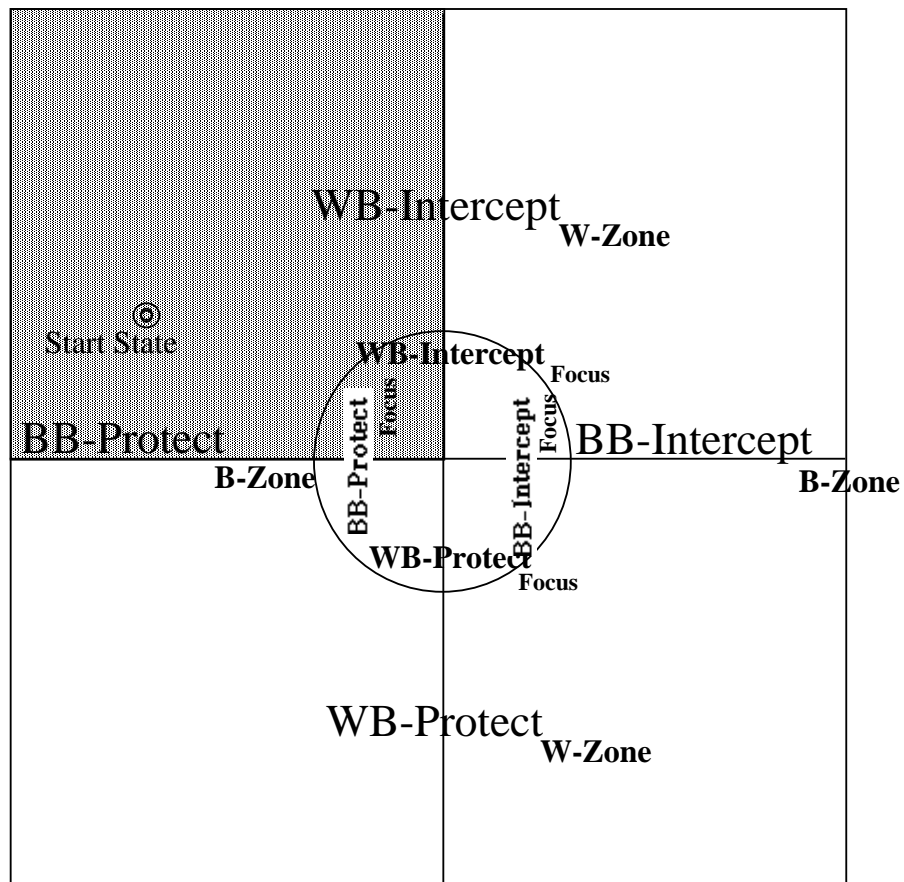 WB-Intercept
W-Zone
Start State
WB-Intercept
Focus
Focus
Focus
BB-Protect
BB-Intercept
BB-Protect
B-Zone
BB-Intercept
B-Zone
WB-Protect
Focus
WB-Protect
W-Zone